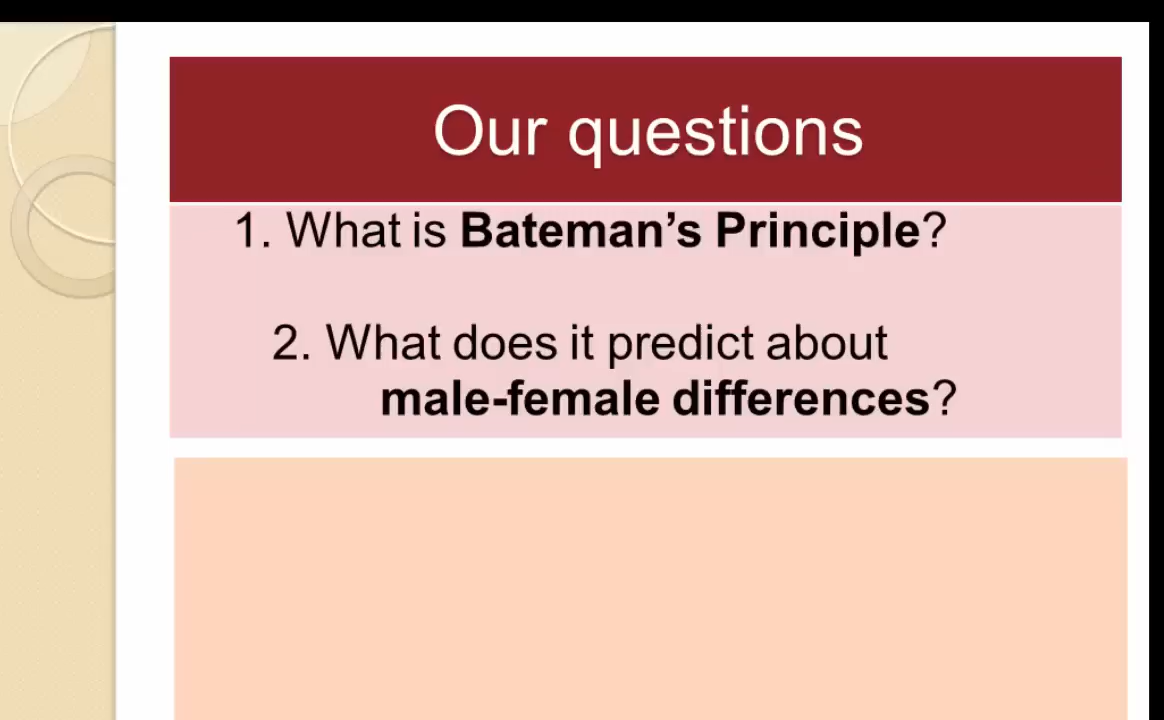 Our questions
1. What is Bateman’s Principle?
2. What does it predict about
male-female differences?